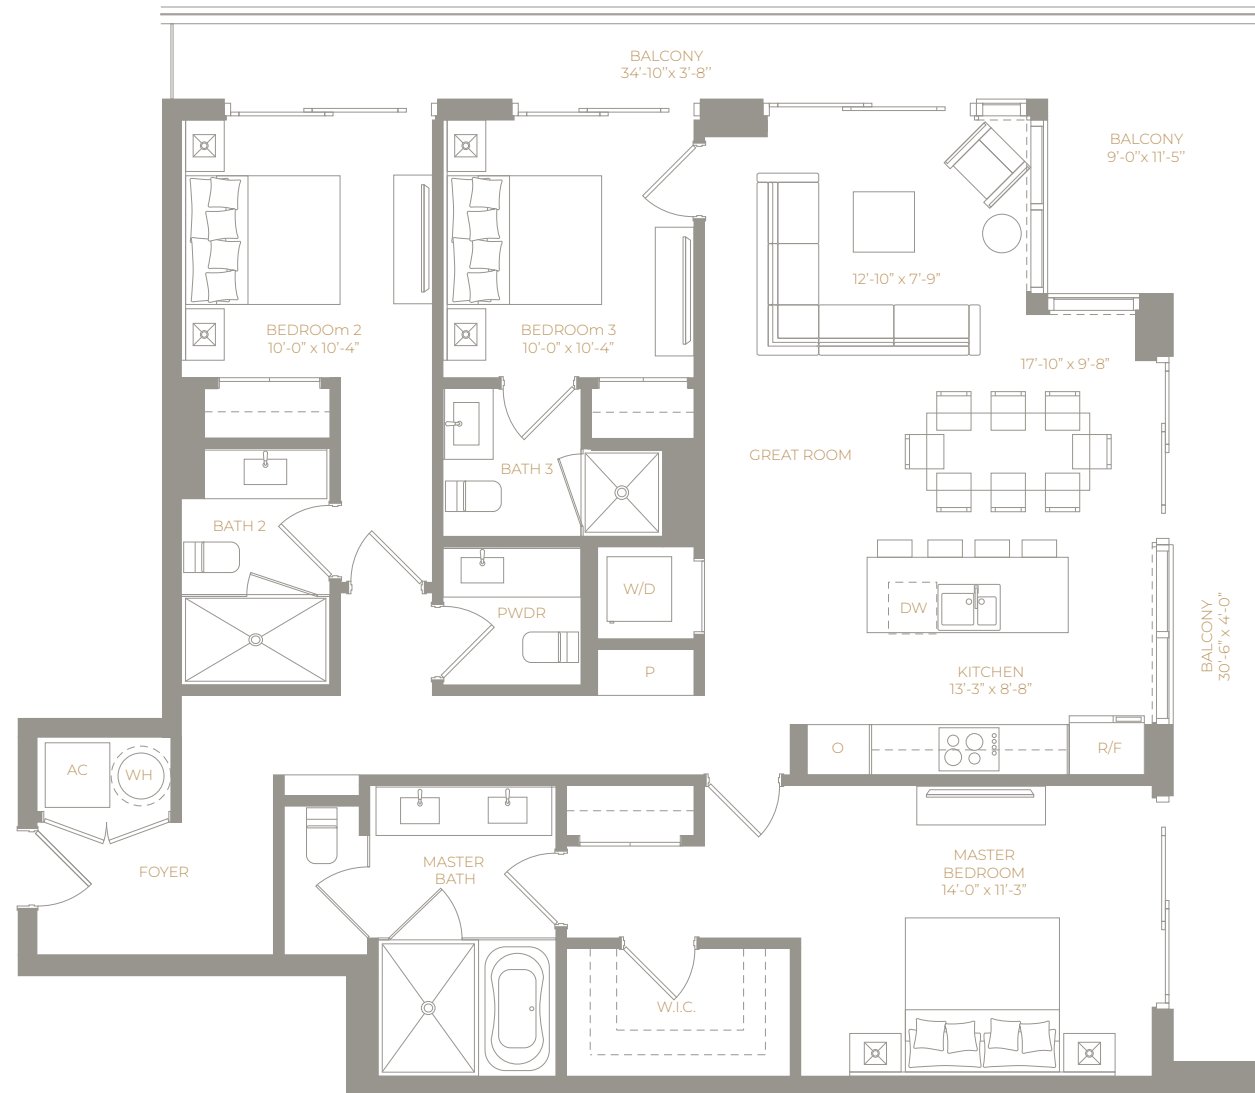 BALCONY
34'-10"x 3'-8"
BALCONY
9'-0"x 11'-5"
12'-10" x 7'-9"
BEDROOm 2
10'-0" x 10'-4"
BEDROOm 3
10'-0" x 10'-4"
17'-10" x 9'-8"
GREAT ROOM
BATH 3
BATH 2
W/D
DW
PWDR
BALCONY
30'-6" x 4'-0"
P
KITCHEN
13'-3" x 8'-8"
O
R/F
AC
WH
FOYER
MASTER
BATH
MASTER
BEDROOM
14'-0" x 11'-3"
W.I.C.